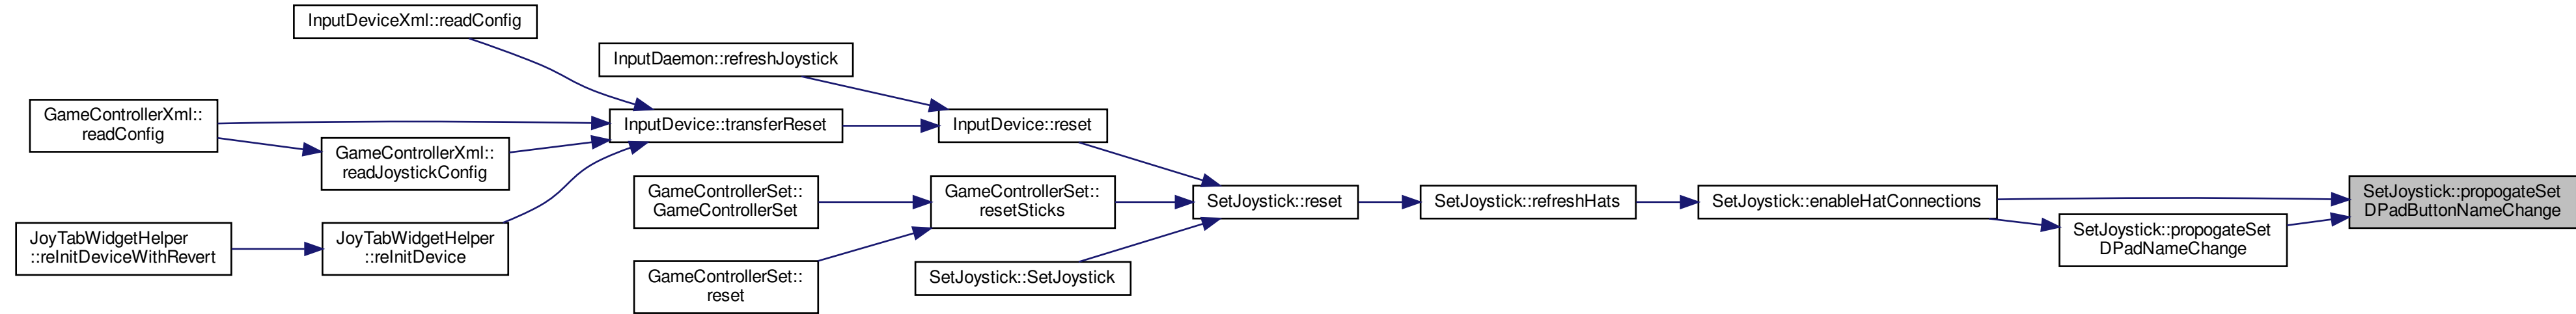 InputDeviceXml::readConfig
InputDaemon::refreshJoystick
GameControllerXml::
readConfig
InputDevice::transferReset
InputDevice::reset
GameControllerXml::
readJoystickConfig
GameControllerSet::
GameControllerSet
GameControllerSet::
resetSticks
SetJoystick::reset
SetJoystick::refreshHats
SetJoystick::enableHatConnections
SetJoystick::propogateSet
DPadButtonNameChange
SetJoystick::propogateSet
DPadNameChange
JoyTabWidgetHelper
::reInitDeviceWithRevert
JoyTabWidgetHelper
::reInitDevice
GameControllerSet::
reset
SetJoystick::SetJoystick